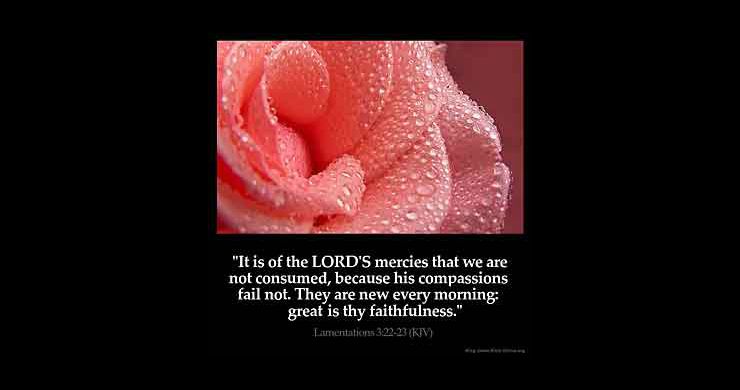 "It is of the LORD'S mercies that we are
not consumed, because his compassions
fail not. They are new every morning:
great is thy faithfulness."
Lamentations 3:22-23 (KJV)